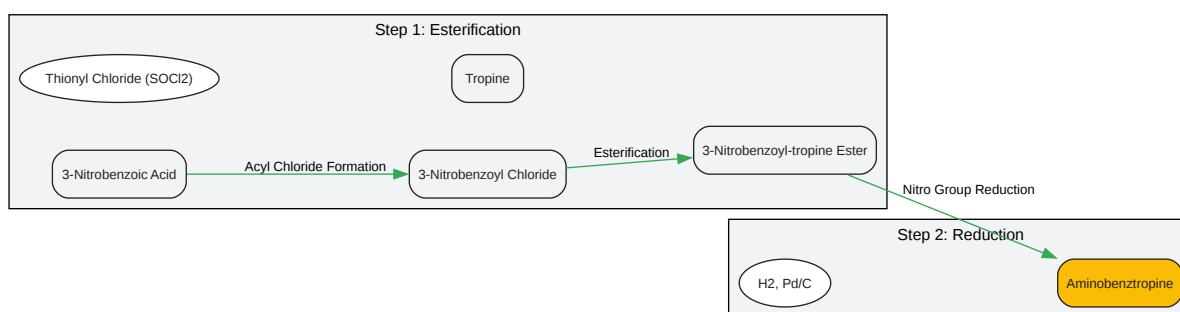 Step 1: Esterification
Thionyl Chloride (SOCl2)
Tropine
3-Nitrobenzoic Acid
Acyl Chloride Formation
3-Nitrobenzoyl Chloride
Esterification
3-Nitrobenzoyl-tropine Ester
Nitro Group Reduction
Step 2: Reduction
H2, Pd/C
Aminobenztropine